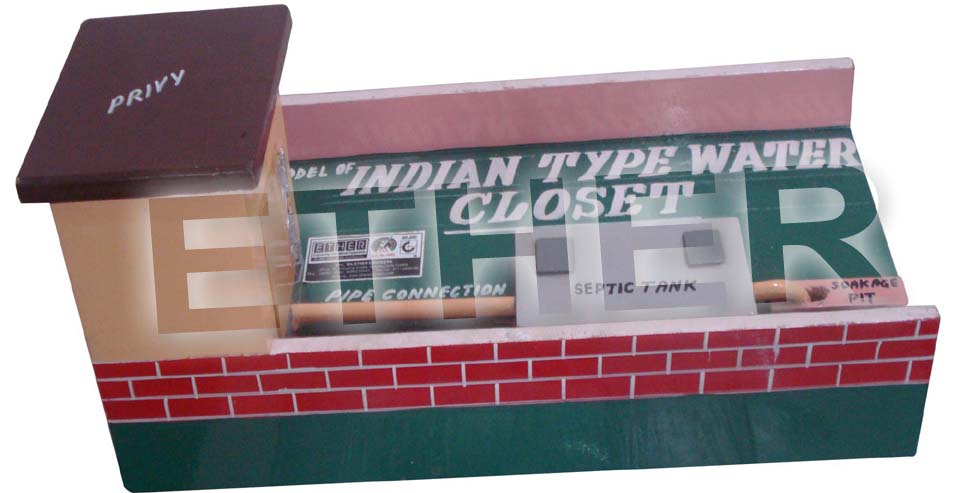 PRIVY
MODEL OF INDIAN TYPE WATER
CLOSET
ETHER
ETHER
PIPE CONNECTION
SEPTIC TANK
SOAKAGE
PIT